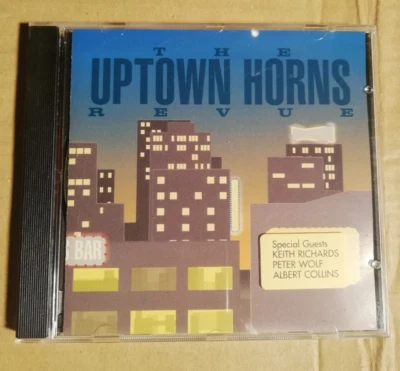 THE
UPTOWN HORNS
REVUE
BAR
Special Guests
KEITH RICHARDS
PETER WOLF
ALBERT COLLINS